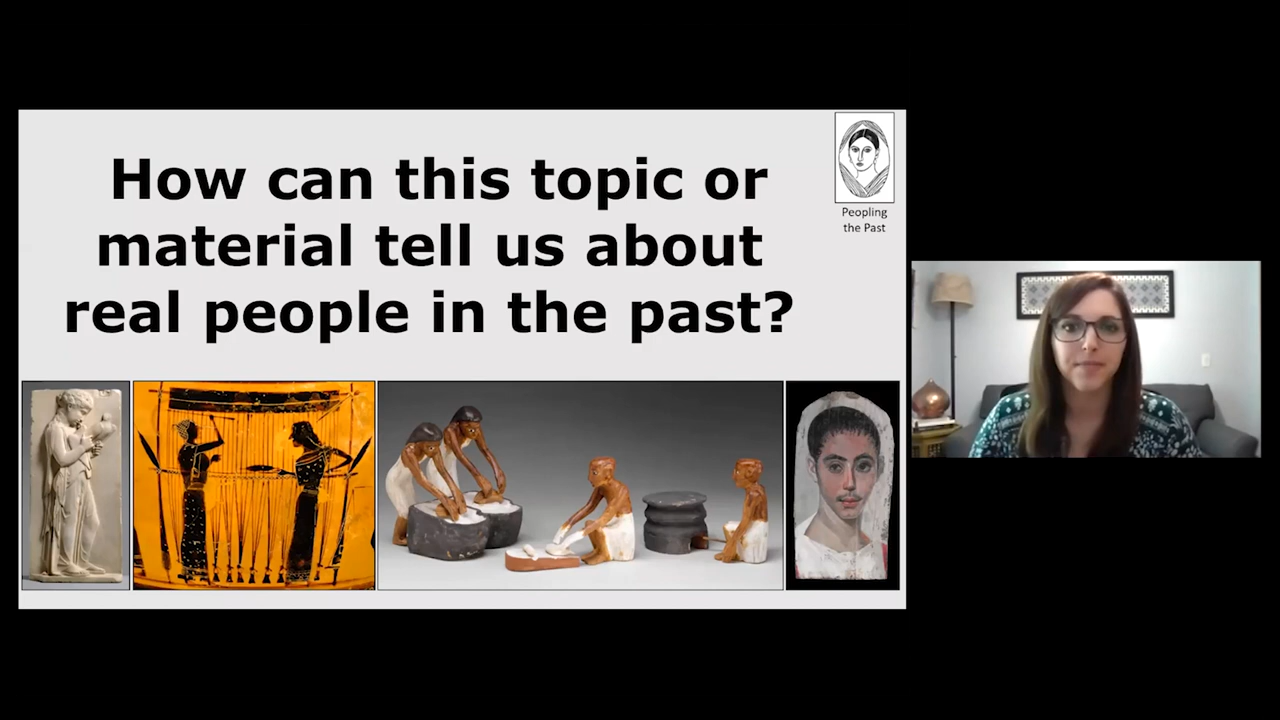 How can this topic or
material tell us about
real people in the past?
Peopling
the Past